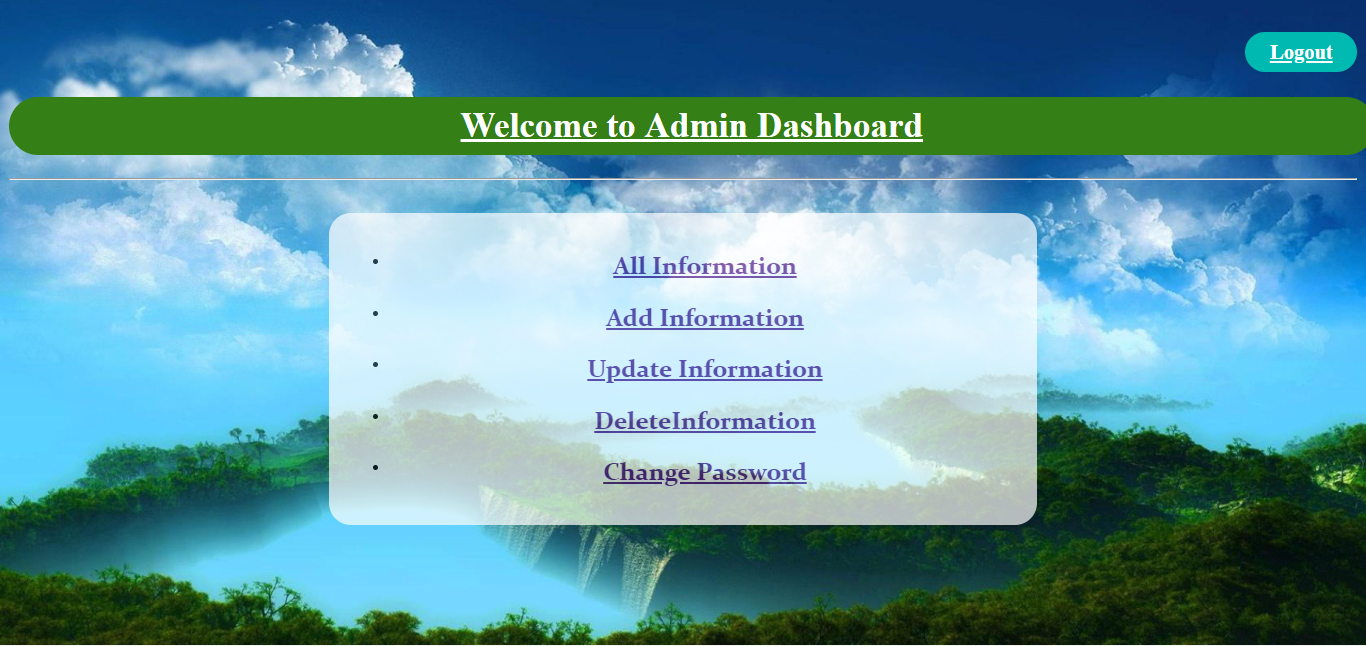 Logout
Welcome to Admin Dashboard
All Information
Add Information
Update Information
DeleteInformation
Change Password